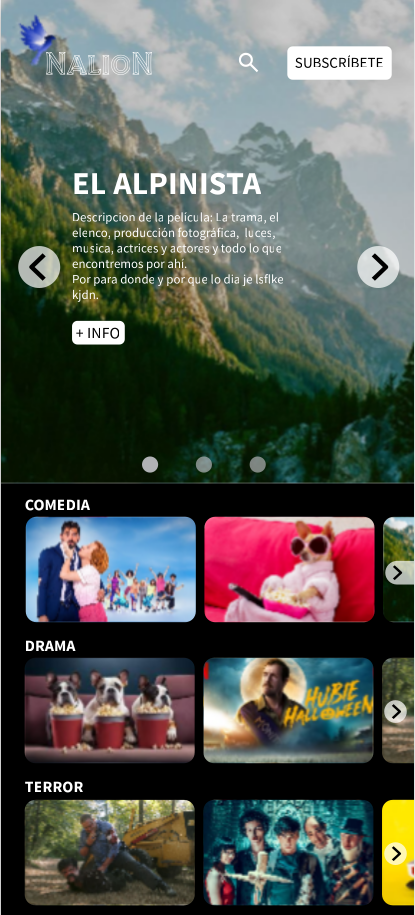 NALION
SUBSCRÍBETE
EL ALPINISTA
Descripcion de la película: La trama, el
elenco, producción fotográfica, luces,
musica, actrices y actores y todo lo que
encontremos por ahí.
Por para donde y por que lo dia je lsflke
kjdn.
+ INFO
COMEDIA
DRAMA
HUBIE
HALLOWEEN
TERROR